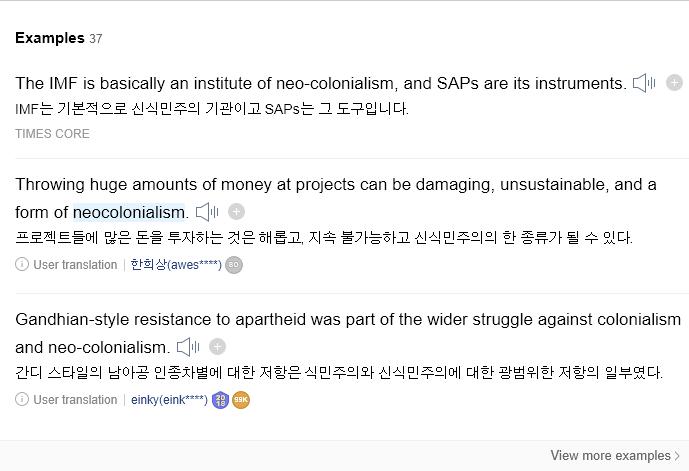 Examples 37
The IMF is basically an institute of neo-colonialism, and SAPs are its instruments.
IMF는 기본적으로 신식민주의 기관이고 SAPs는 그 도구입니다.
TIMES CORE
Throwing huge amounts of money at projects can be damaging, unsustainable, and a
form of neocolonialism.
프로젝트들에 많은 돈을 투자하는 것은 해롭고, 지속 불가능하고 신식민주의의 한 종류가 될 수 있다.
User translation | 한희상(awes****) 80
Gandhian-style resistance to apartheid was part of the wider struggle against colonialism
and neo-colonialism.
간디 스타일의 남아공 인종차별에 대한 저항은 식민주의와 신식민주의에 대한 광범위한 저항의 일부였다.
User translation | einky(eink****) 2018 99K
View more examples